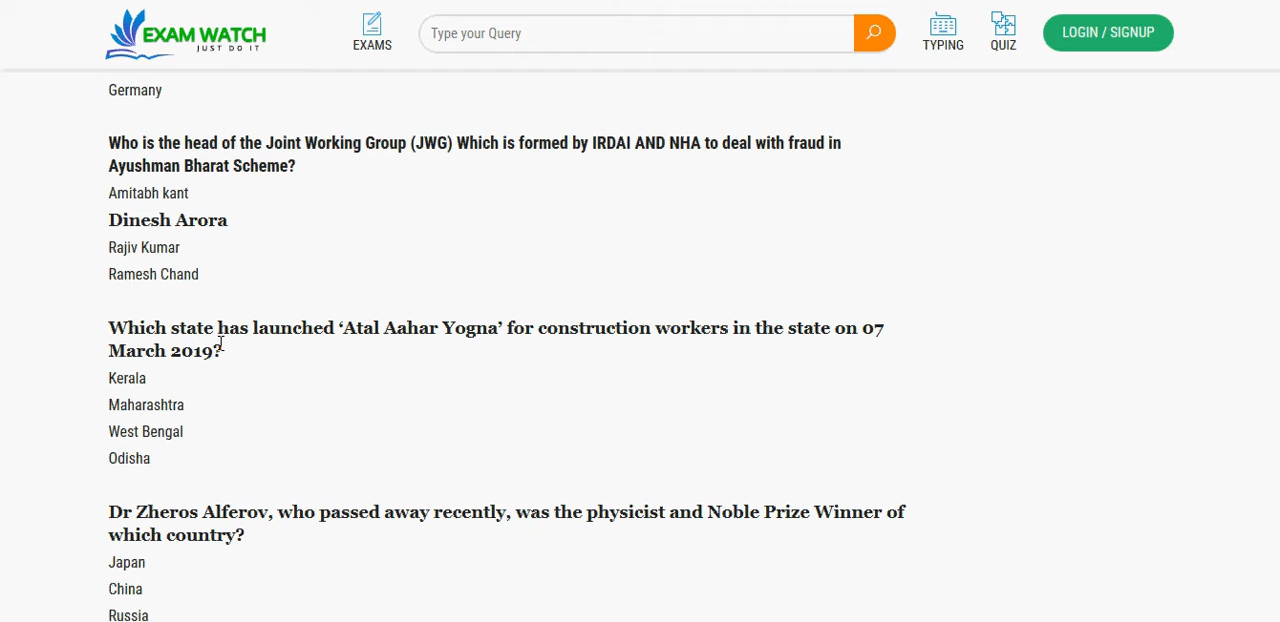 EXAM WATCH
JUST DO IT
EXAMS
Type your Query
TYPING
QUIZ
LOGIN / SIGNUP
Germany
Who is the head of the Joint Working Group (JWG) Which is formed by IRDAI AND NHA to deal with fraud in
Ayushman Bharat Scheme?
Amitabh kant
Dinesh Arora
Rajiv Kumar
Ramesh Chand
Which state has launched ‘Atal Aahar Yogna’ for construction workers in the state on 07
March 2019?
Kerala
Maharashtra
West Bengal
Odisha
Dr Zheros Alferov, who passed away recently, was the physicist and Noble Prize Winner of
which country?
Japan
China
Russia